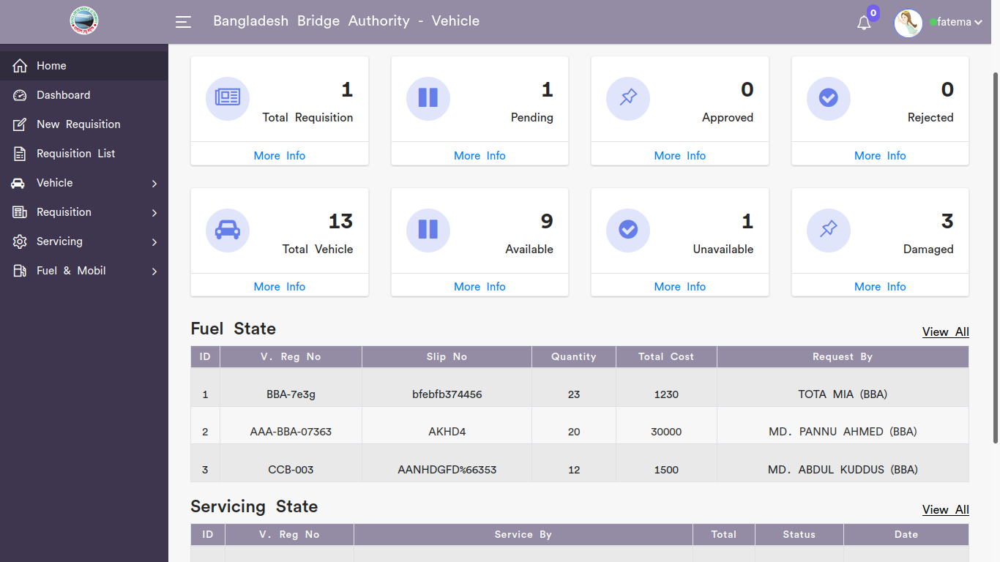 Bangladesh Bridge Authority - Vehicle
0
fatema
Home
Dashboard
New Requisition
Requisition List
Vehicle
Requisition
Servicing
Fuel & Mobil
1
Total Requisition
More Info
1
Pending
More Info
0
Approved
More Info
0
Rejected
More Info
13
Total Vehicle
More Info
9
Available
More Info
1
Unavailable
More Info
3
Damaged
More Info
Fuel State
View All
ID V. Reg No Slip No Quantity Total Cost Request By
1 BBA-7e3g bfebfb374456 23 1230 TOTA MIA (BBA)
2 AAA-BBA-07363 AKHD4 20 30000 MD. PANNU AHMED (BBA)
3 CCB-003 AANHDGFD%66353 12 1500 MD. ABDUL KUDDUS (BBA)
Servicing State
View All
ID V. Reg No Service By Total Status Date